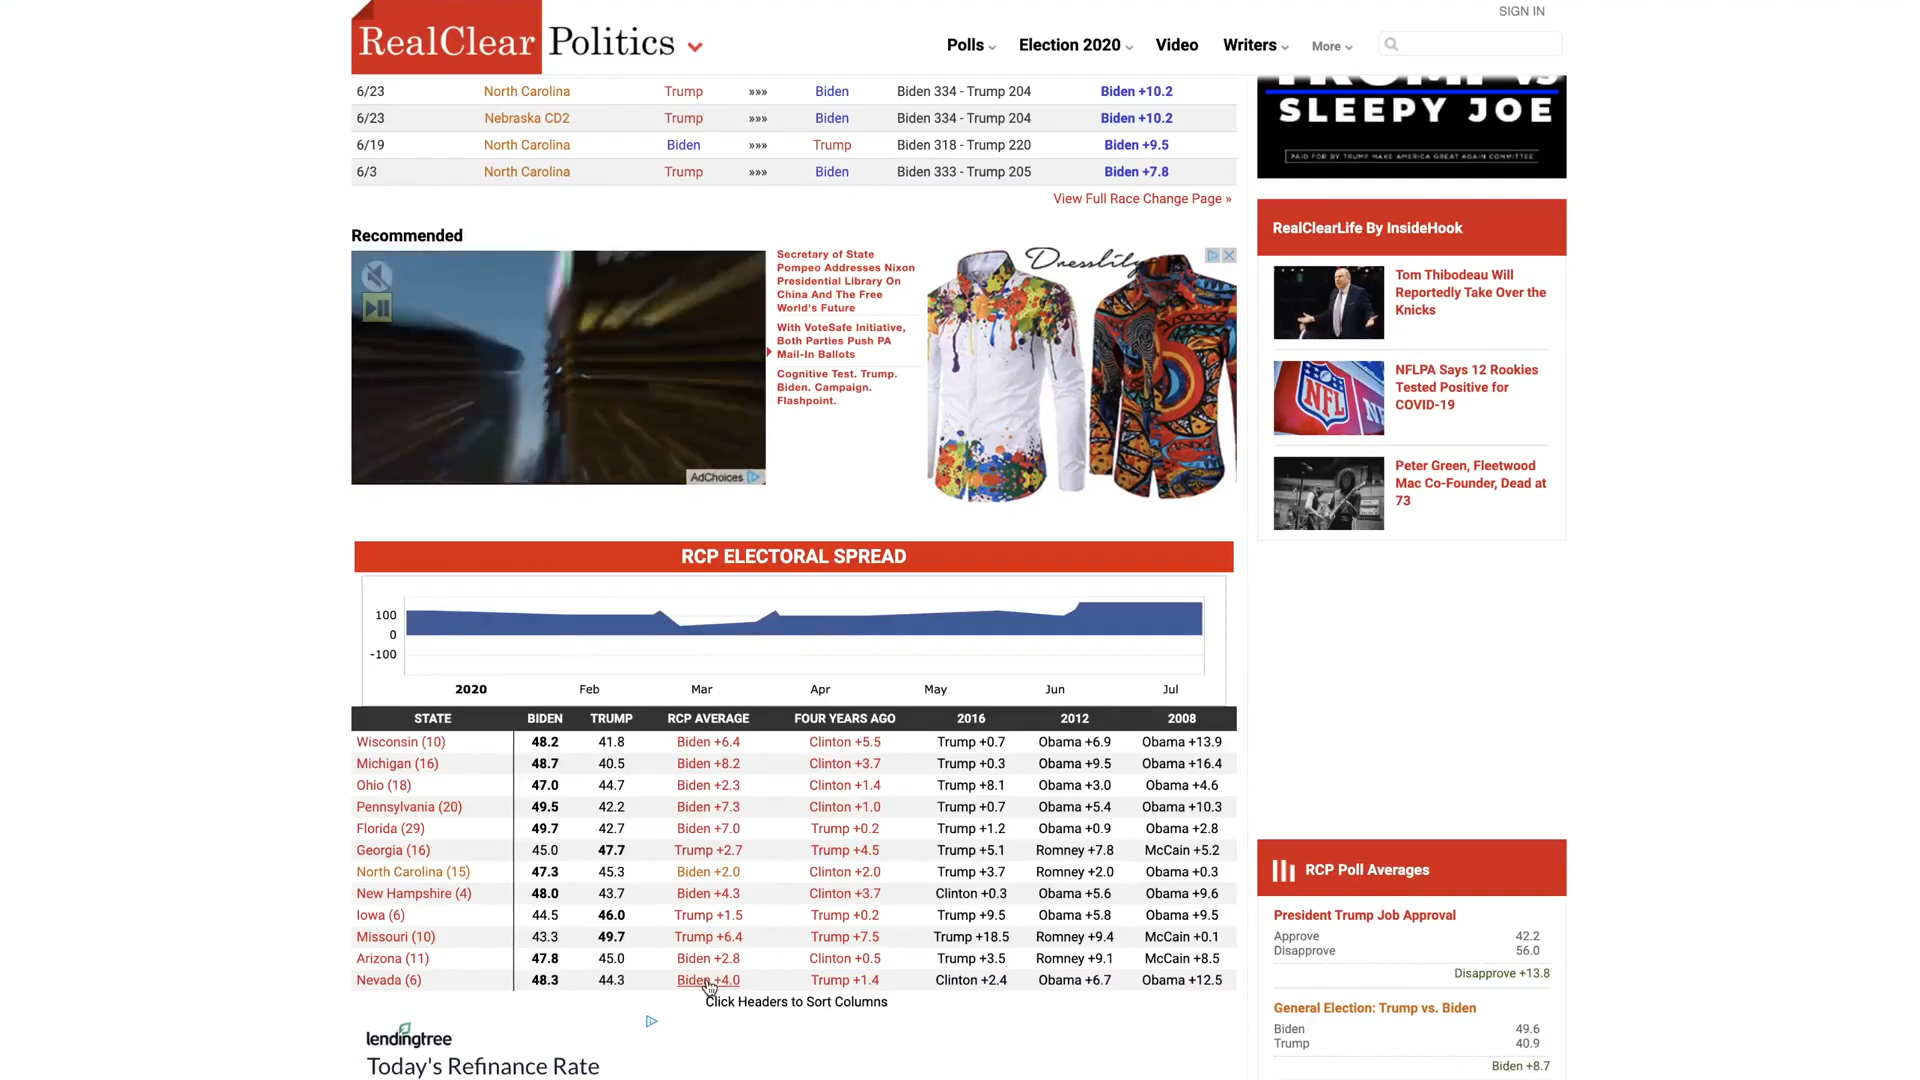 SIGN IN
RealClear Politics
Polls Election 2020 Video Writers More
6/23 North Carolina Trump »»» Biden Biden 334 - Trump 204 Biden +10.2
6/23 Nebraska CD2 Trump »»» Biden Biden 334 - Trump 204 Biden +10.2
6/19 North Carolina Biden »»» Trump Biden 318 - Trump 220 Biden +9.5
6/3 North Carolina Trump »»» Biden Biden 333 - Trump 205 Biden +7.8
View Full Race Change Page »
Recommended
AdChoices
Secretary of State
Pompeo Addresses Nixon
Presidential Library On
China And The Free
World's Future
With VoteSafe Initiative,
Both Parties Push PA
Mail-In Ballots
Cognitive Test. Trump.
Biden. Campaign.
Flashpoint.
Dresslily
RCP ELECTORAL SPREAD
100
0
-100
2020 Feb Mar Apr May Jun Jul
STATE BIDEN TRUMP RCP AVERAGE FOUR YEARS AGO 2016 2012 2008
Wisconsin (10) 48.2 41.8 Biden +6.4 Clinton +5.5 Trump +0.7 Obama +6.9 Obama +13.9
Michigan (16) 48.7 40.5 Biden +8.2 Clinton +3.7 Trump +0.3 Obama +9.5 Obama +16.4
Ohio (18) 47.0 44.7 Biden +2.3 Clinton +1.4 Trump +8.1 Obama +3.0 Obama +4.6
Pennsylvania (20) 49.5 42.2 Biden +7.3 Clinton +1.0 Trump +0.7 Obama +5.4 Obama +10.3
Florida (29) 49.7 42.7 Biden +7.0 Trump +0.2 Trump +1.2 Obama +0.9 Obama +2.8
Georgia (16) 45.0 47.7 Trump +2.7 Trump +4.5 Trump +5.1 Romney +7.8 McCain +5.2
North Carolina (15) 47.3 45.3 Biden +2.0 Clinton +2.0 Trump +3.7 Romney +2.0 Obama +0.3
New Hampshire (4) 48.0 43.7 Biden +4.3 Clinton +3.7 Clinton +0.3 Obama +5.6 Obama +9.6
Iowa (6) 44.5 46.0 Trump +1.5 Trump +0.2 Trump +9.5 Obama +5.8 Obama +9.5
Missouri (10) 43.3 49.7 Trump +6.4 Trump +7.5 Trump +18.5 Romney +9.4 McCain +0.1
Arizona (11) 47.8 45.0 Biden +2.8 Clinton +0.5 Trump +3.5 Romney +9.1 McCain +8.5
Nevada (6) 48.3 44.3 Biden +4.0 Trump +1.4 Clinton +2.4 Obama +6.7 Obama +12.5
Click Headers to Sort Columns
lendingtree
Today's Refinance Rate
TRUMP VS
SLEEPY JOE
PAID FOR BY TRUMP MAKE AMERICA GREAT AGAIN COMMITTEE
RealClearLife By InsideHook
Tom Thibodeau Will
Reportedly Take Over the
Knicks
NFL
NFLPA Says 12 Rookies
Tested Positive for
COVID-19
Peter Green, Fleetwood
Mac Co-Founder, Dead at
73
RCP Poll Averages
President Trump Job Approval
Approve 42.2
Disapprove 56.0
Disapprove +13.8
General Election: Trump vs. Biden
Biden 49.6
Trump 40.9
Biden +8.7